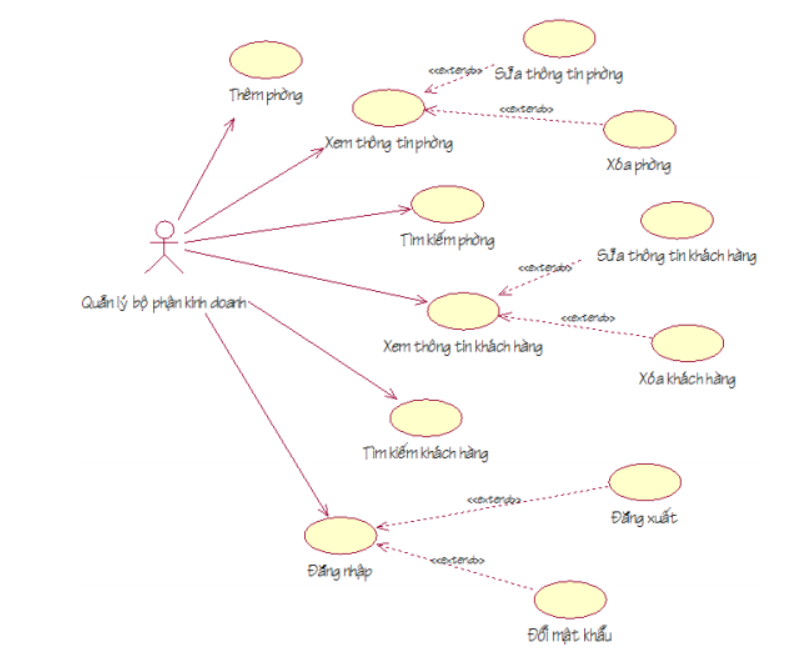 Thêm phòng
<<extend>>
Sửa thông tin phòng
<<extend>>
Xem thông tin phòng
Xóa phòng
Tìm kiếm phòng
<<extend>>
Sửa thông tin khách hàng
Quản lý bộ phận kinh doanh
<<extend>>
Xem thông tin khách hàng
Xóa khách hàng
Tìm kiếm khách hàng
<<extend>>
Đăng xuất
<<extend>>
Đăng nhập
Đổi mật khẩu